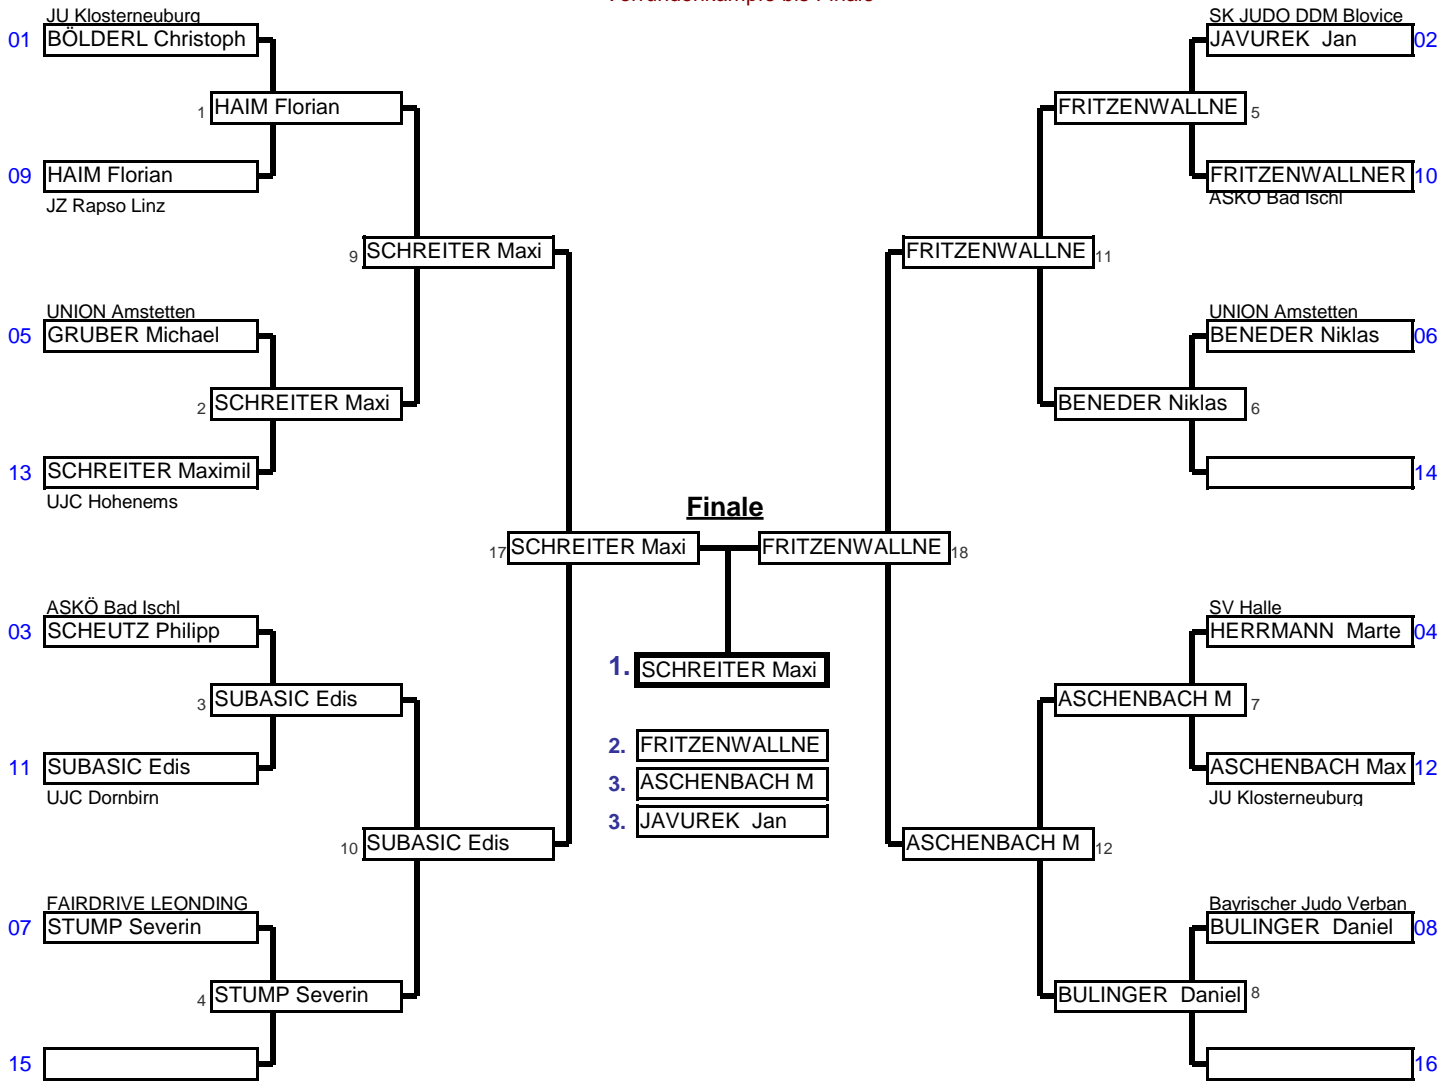 Vorrundenkämpfe bis Finale
JU Klosterneuburg
01 BÖLDERL Christoph
1 HAIM Florian
09 HAIM Florian
JZ Rapso Linz
9 SCHREITER Maxi
UNION Amstetten
05 GRUBER Michael
2 SCHREITER Maxi
13 SCHREITER Maximil
UJC Hohenems
17 SCHREITER Maxi
ASKÖ Bad Ischl
03 SCHEUTZ Philipp
3 SUBASIC Edis
11 SUBASIC Edis
UJC Dornbirn
10 SUBASIC Edis
FAIRDRIVE LEONDING
07 STUMP Severin
4 STUMP Severin
15
Finale
1. SCHREITER Maxi
2. FRITZENWALLNE
3. ASCHENBACH M
3. JAVUREK Jan
SK JUDO DDM Blovice
JAVUREK Jan 02
FRITZENWALLNE 5
FRITZENWALLNER 10
ASKÖ Bad Ischl
FRITZENWALLNE 11
UNION Amstetten
BENEDER Niklas 06
BENEDER Niklas 6
14
FRITZENWALLNE 18
SV Halle
HERRMANN Marte 04
ASCHENBACH M 7
ASCHENBACH Max 12
JU Klosterneuburg
ASCHENBACH M 12
Bayrischer Judo Verban
BULINGER Daniel 08
BULINGER Daniel 8
16